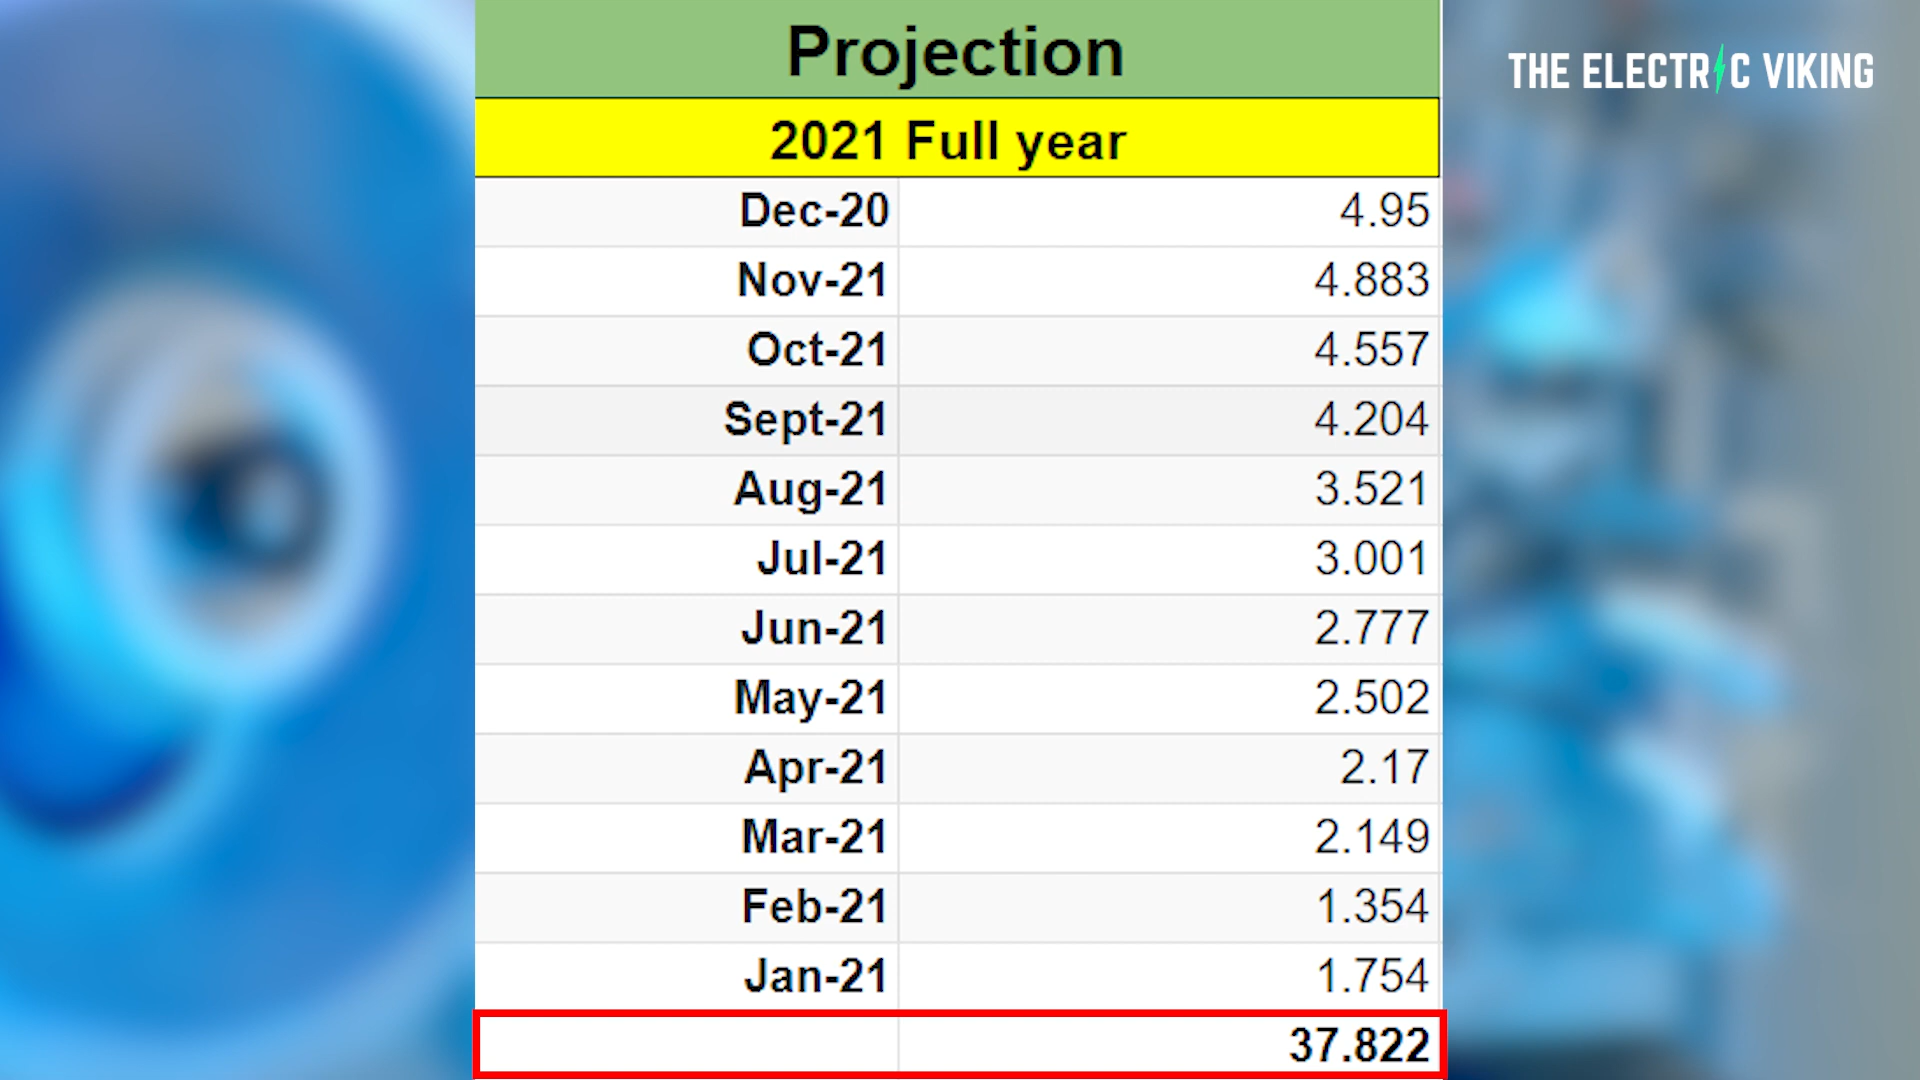 Projection
THE ELECTRIC VIKING
2021 Full year
Dec-20 4.95
Nov-21 4.883
Oct-21 4.557
Sept-21 4.204
Aug-21 3.521
Jul-21 3.001
Jun-21 2.777
May-21 2.502
Apr-21 2.17
Mar-21 2.149
Feb-21 1.354
Jan-21 1.754
37.822